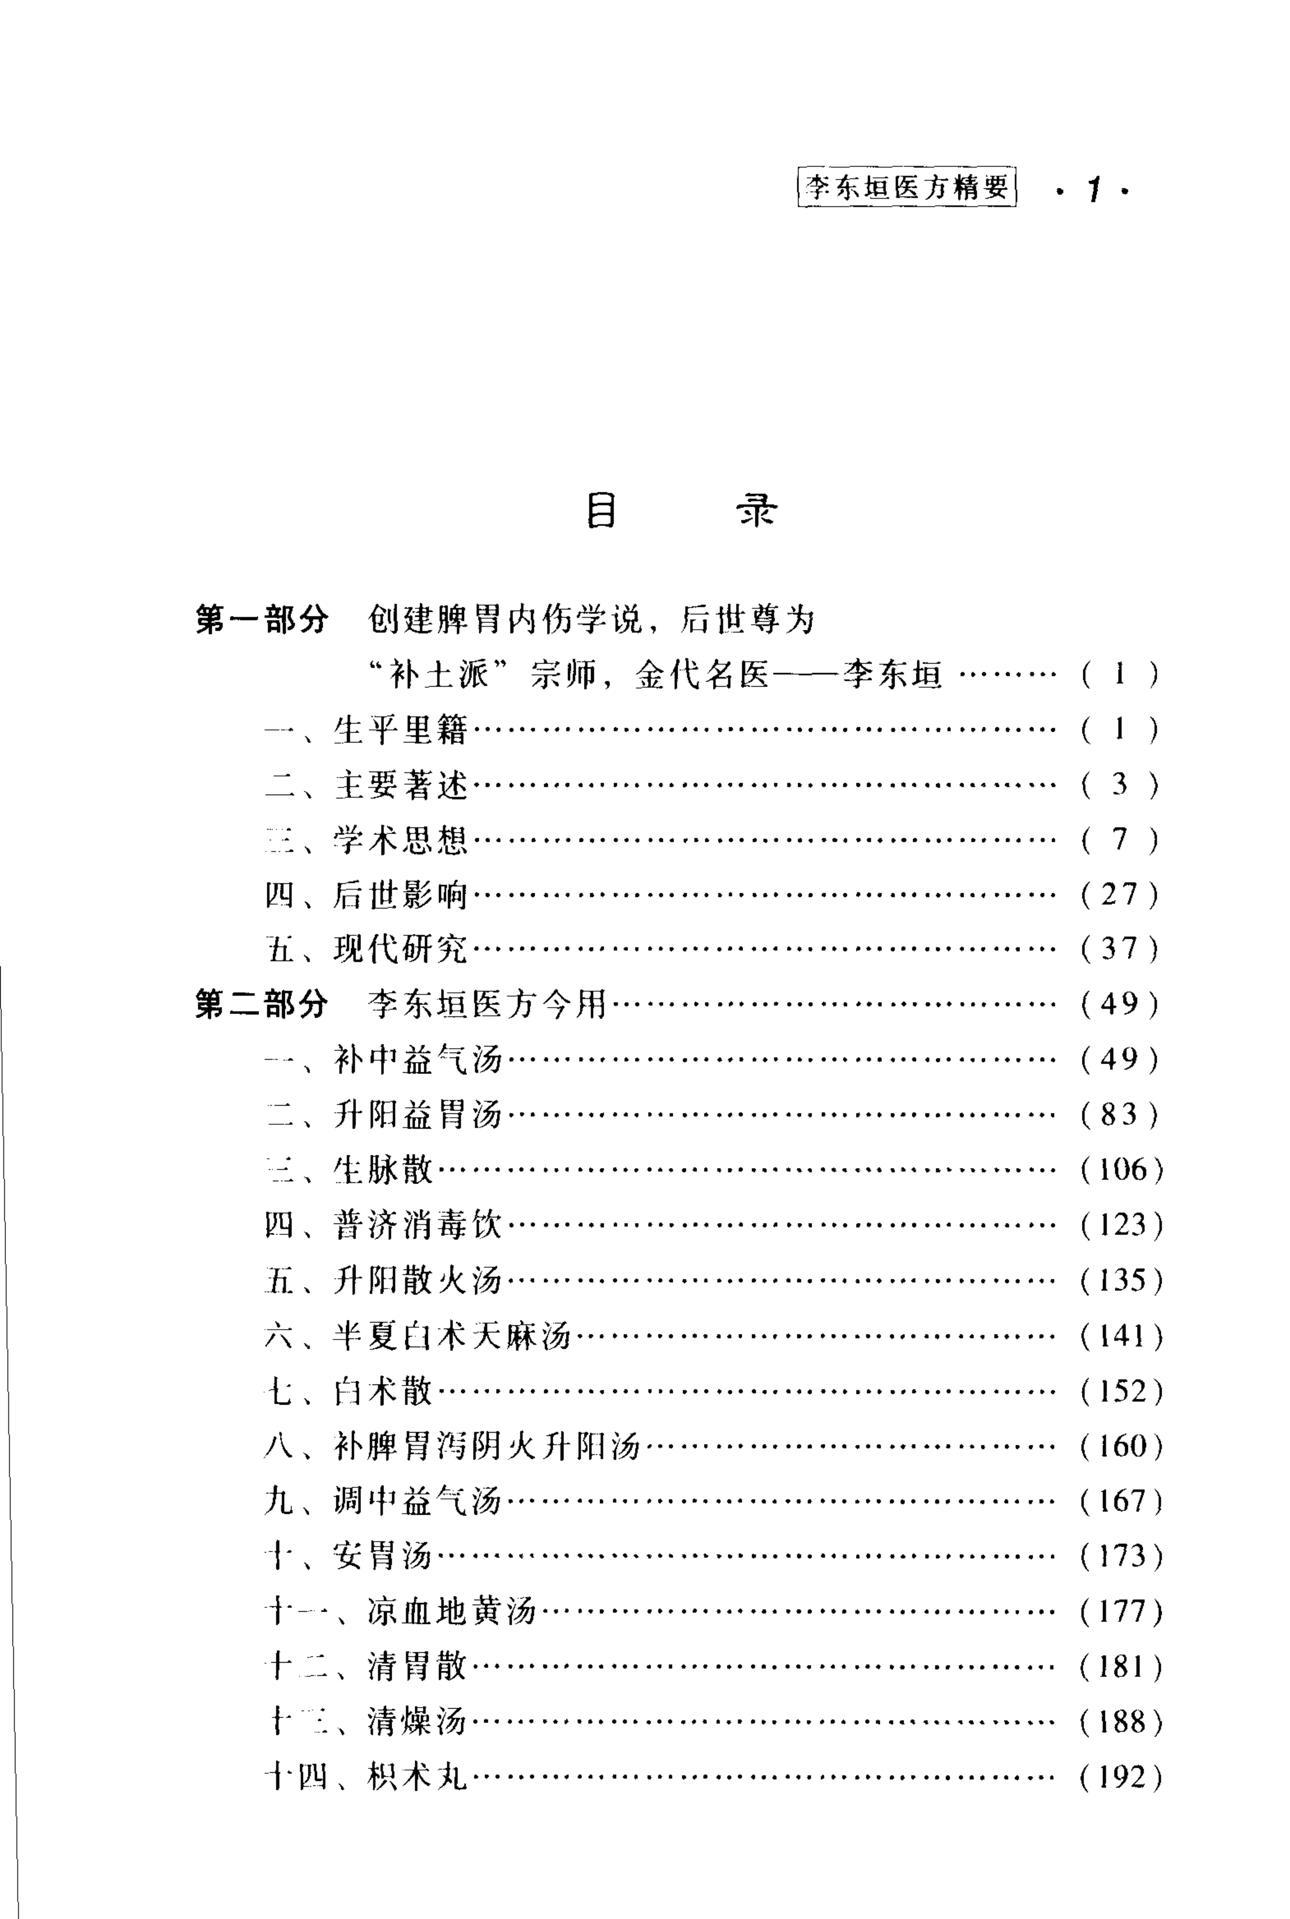 李东垣医方精要 ·1·
目 录
第一部分 创建脾胃内伤学说，后世尊为
“补土派”宗师，金代名医——李东垣 ……… ( 1 )
一、生平里籍 ……………………………………… ( 1 )
二、主要著述 ……………………………………… ( 3 )
三、学术思想 ……………………………………… ( 7 )
四、后世影响 ……………………………………… (27)
五、现代研究 ……………………………………… (37)
第二部分 李东垣医方今用 ……………………………… (49)
一、补中益气汤 …………………………………… (49)
二、升阳益胃汤 …………………………………… (83)
三、生脉散 ………………………………………… (106)
四、普济消毒饮 …………………………………… (123)
五、升阳散火汤 …………………………………… (135)
六、半夏白术天麻汤 ……………………………… (141)
七、白术散 ………………………………………… (152)
八、补脾胃泻阴火升阳汤 ………………………… (160)
九、调中益气汤 …………………………………… (167)
十、安胃汤 ………………………………………… (173)
十一、凉血地黄汤 ………………………………… (177)
十二、清胃散 ……………………………………… (181)
十三、清燥汤 ……………………………………… (188)
十四、枳术丸 ……………………………………… (192)